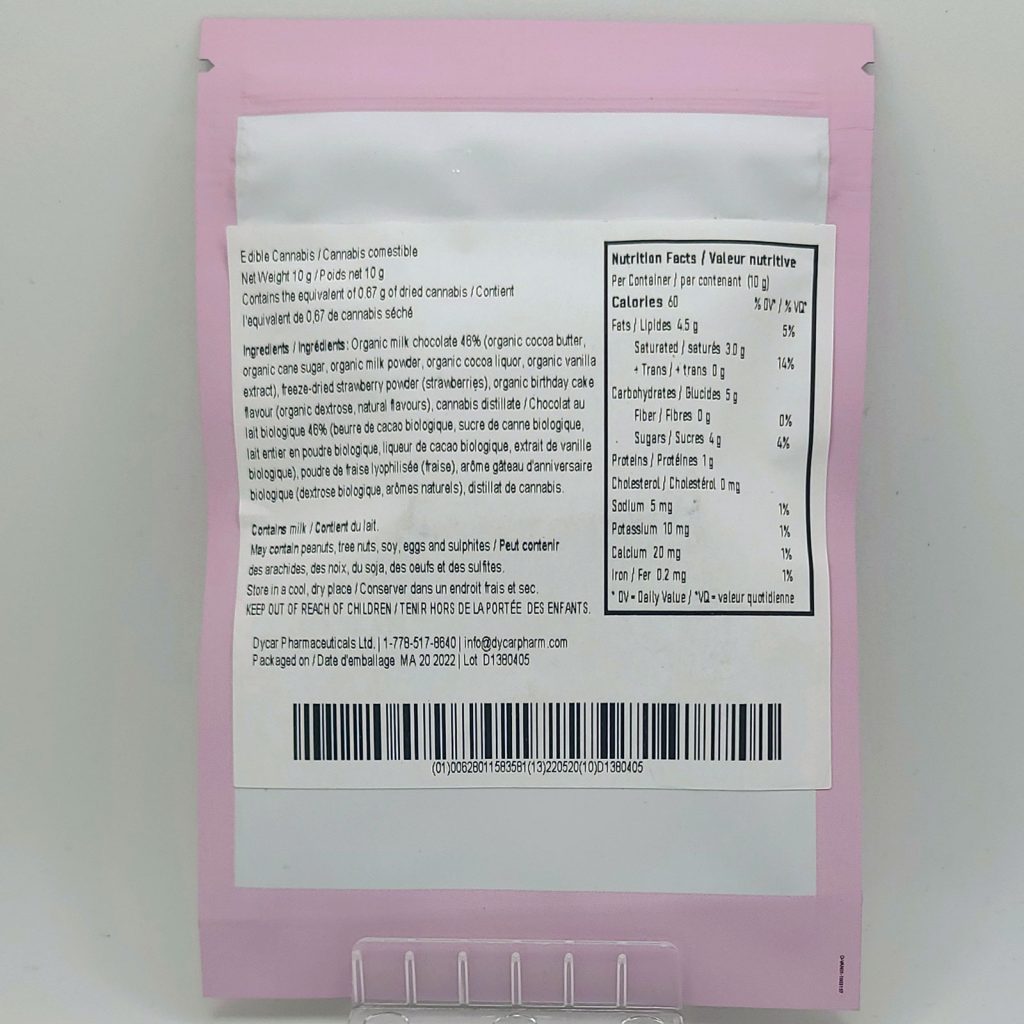 Edible Cannabis / Cannabis comestible
Net Weight 10 g / Poids net 10 g
Contains the equivalent of 0.67 g of dried cannabis / Contient
l'equivalent de 0,67 de cannabis séché
Ingredients / Ingrédients: Organic milk chocolate 46% (organic cocoa butter,
organic cane sugar, organic milk powder, organic cocoa liquor, organic vanilla
extract), freeze-dried strawberry powder (strawberries), organic birthday cake
flavour (organic dextrose, natural flavours), cannabis distillate / Chocolat au
lait biologique 46% (beurre de cacao biologique, sucre de canne biologique,
lait entier en poudre biologique, liqueur de cacao biologique, extrait de vanille
biologique), poudre de fraise lyophilisée (fraise), arôme gâteau d'anniversaire
biologique (dextrose biologique, arômes naturels), distillat de cannabis.
Contains milk / Contient du lait.
May contain peanuts, tree nuts, soy, eggs and sulphites / Peut contenir
des arachides, des noix, du soja, des oeufs et des sulfites.
Store in a cool, dry place / Conserver dans un endroit frais et sec.
KEEP OUT OF REACH OF CHILDREN / TENIR HORS DE LA PORTÉE DES ENFANTS.
Dycar Pharmaceuticals Ltd. | 1-778-517-8640 | info@dycarpharm.com
Packaged on / Date d'emballage MA 20 2022 | Lot D1380405
Nutrition Facts / Valeur nutritive
Per Container / par contenant (10 g)
Calories 60 % DV* / % VQ*
Fats / Lipides 4.5 g 5%
Saturated / saturés 3.0 g
+ Trans / + trans 0 g 14%
Carbohydrates / Glucides 5 g
Fiber / Fibres 0 g 0%
Sugars / Sucres 4 g 4%
Proteins / Protéines 1 g
Cholesterol / Cholestérol 0 mg
Sodium 5 mg 1%
Potassium 10 mg 1%
Calcium 20 mg 1%
Iron / Fer 0.2 mg 1%
* DV = Daily Value / *VQ = valeur quotidienne
(01)00628011583581(13)220520(10)D1380405